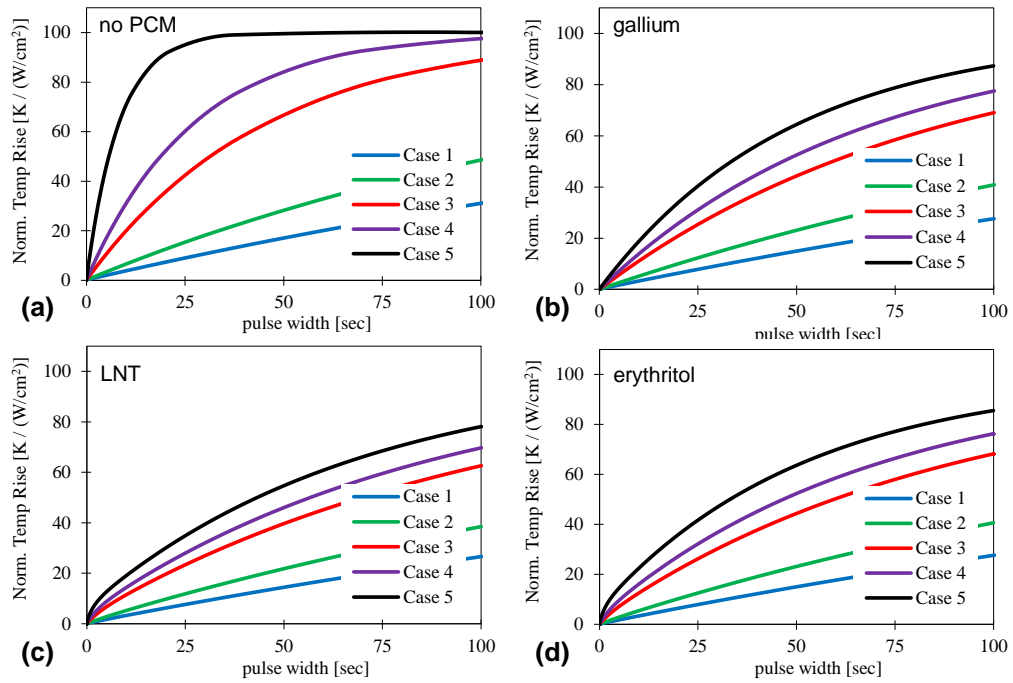 no PCM
Norm. Temp Rise [K / (W/cm²)]
100
80
60
40
20
0
Case 1
Case 2
Case 3
Case 4
Case 5
0 25 50 75 100
pulse width [sec]
(a)
gallium
Norm. Temp Rise [K / (W/cm²)]
100
80
60
40
20
0
Case 1
Case 2
Case 3
Case 4
Case 5
0 25 50 75 100
pulse width [sec]
(b)
LNT
Norm. Temp Rise [K / (W/cm²)]
100
80
60
40
20
0
Case 1
Case 2
Case 3
Case 4
Case 5
0 25 50 75 100
pulse width [sec]
(c)
erythritol
Norm. Temp Rise [K / (W/cm²)]
100
80
60
40
20
0
Case 1
Case 2
Case 3
Case 4
Case 5
0 25 50 75 100
pulse width [sec]
(d)